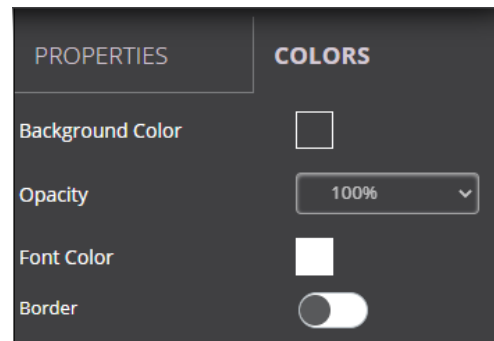 PROPERTIES COLORS
Background Color
Opacity 100%
Font Color
Border